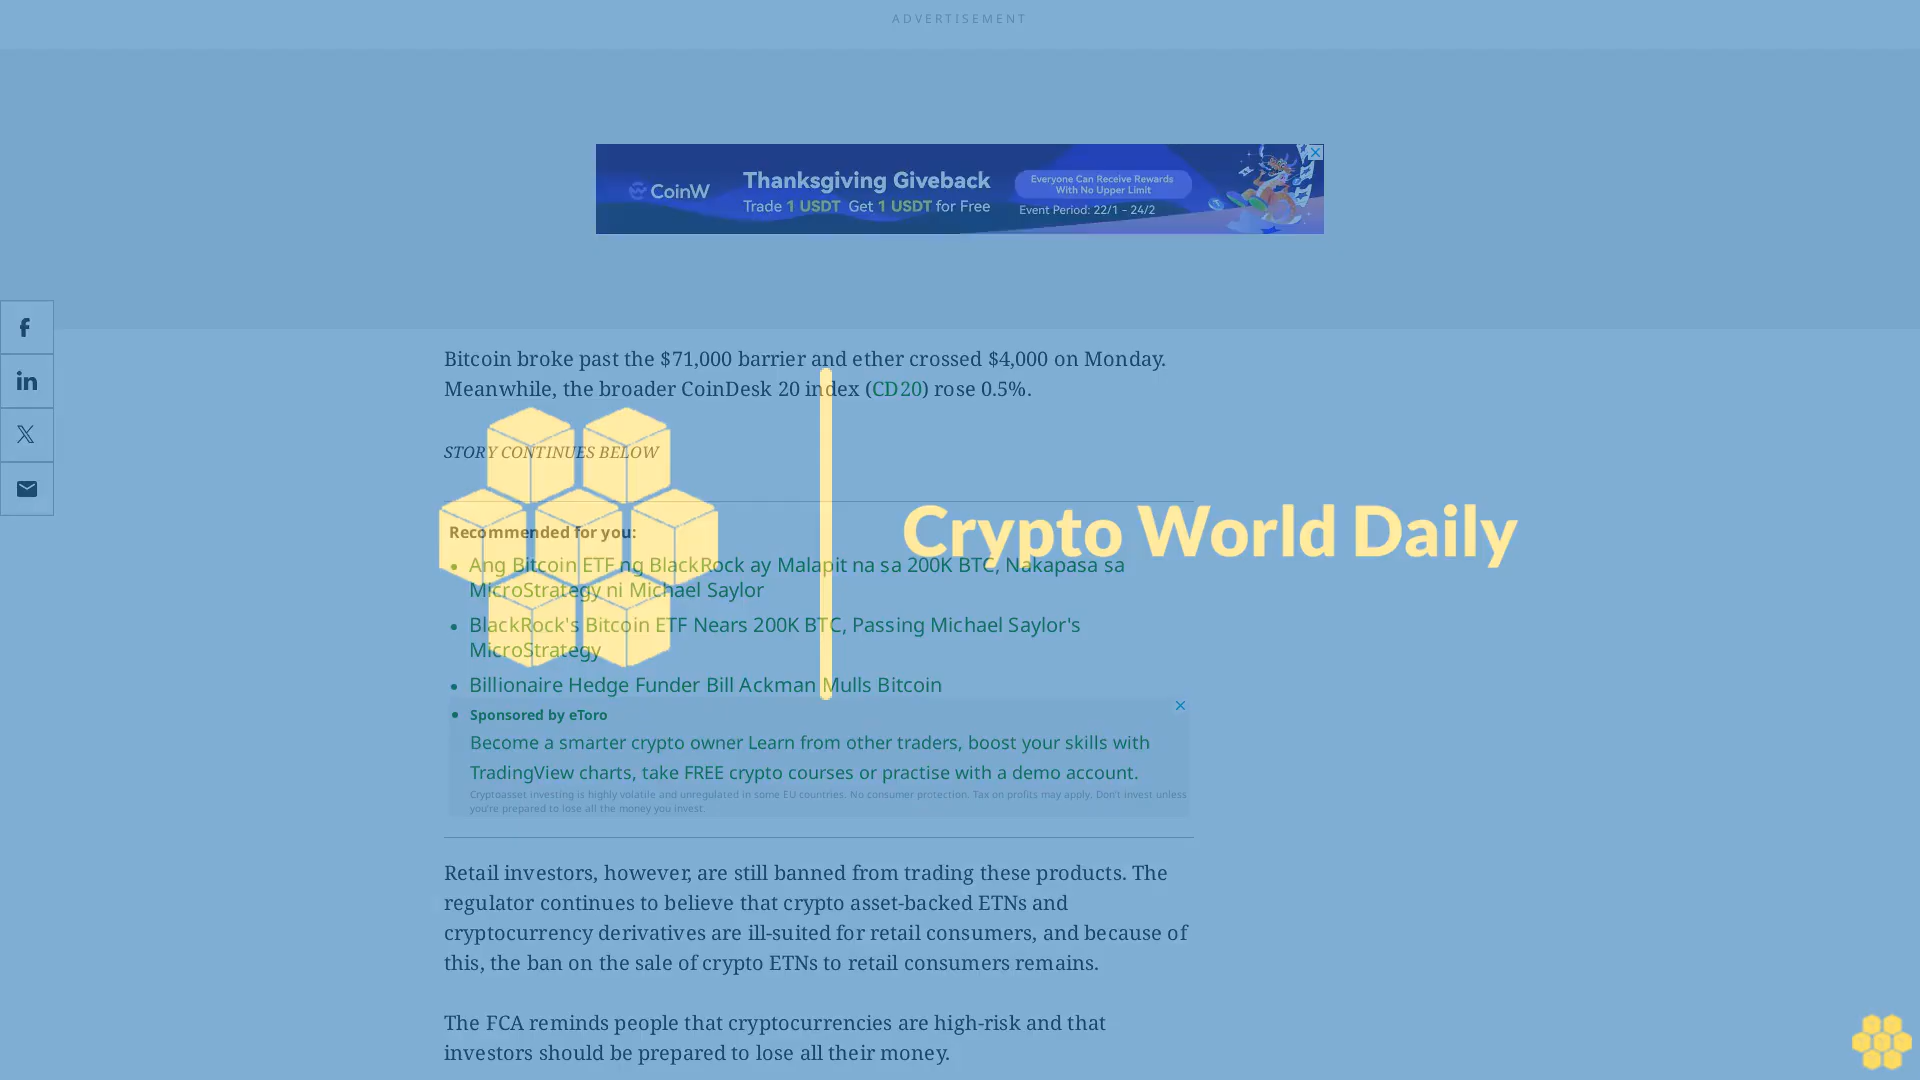 ADVERTISEMENT
CoinW
Thanksgiving Giveback
Trade 1 USDT Get 1 USDT for Free
Everyone Can Receive Rewards
With No Upper Limit
Event Period: 22/1 - 24/2
Bitcoin broke past the $71,000 barrier and ether crossed $4,000 on Monday.
Meanwhile, the broader CoinDesk 20 index (CD20) rose 0.5%.
STORY CONTINUES BELOW
Crypto World Daily
Recommended for you:
• Ang Bitcoin ETF ng BlackRock ay Malapit na sa 200K BTC, Nakapasa sa
MicroStrategy ni Michael Saylor
• BlackRock's Bitcoin ETF Nears 200K BTC, Passing Michael Saylor's
MicroStrategy
• Billionaire Hedge Funder Bill Ackman Mulls Bitcoin
• Sponsored by eToro
Become a smarter crypto owner Learn from other traders, boost your skills with
TradingView charts, take FREE crypto courses or practise with a demo account.
Cryptoasset investing is highly volatile and unregulated in some EU countries. No consumer protection. Tax on profits may apply. Don't invest unless
you're prepared to lose all the money you invest.
Retail investors, however, are still banned from trading these products. The
regulator continues to believe that crypto asset-backed ETNs and
cryptocurrency derivatives are ill-suited for retail consumers, and because of
this, the ban on the sale of crypto ETNs to retail consumers remains.
The FCA reminds people that cryptocurrencies are high-risk and that
investors should be prepared to lose all their money.